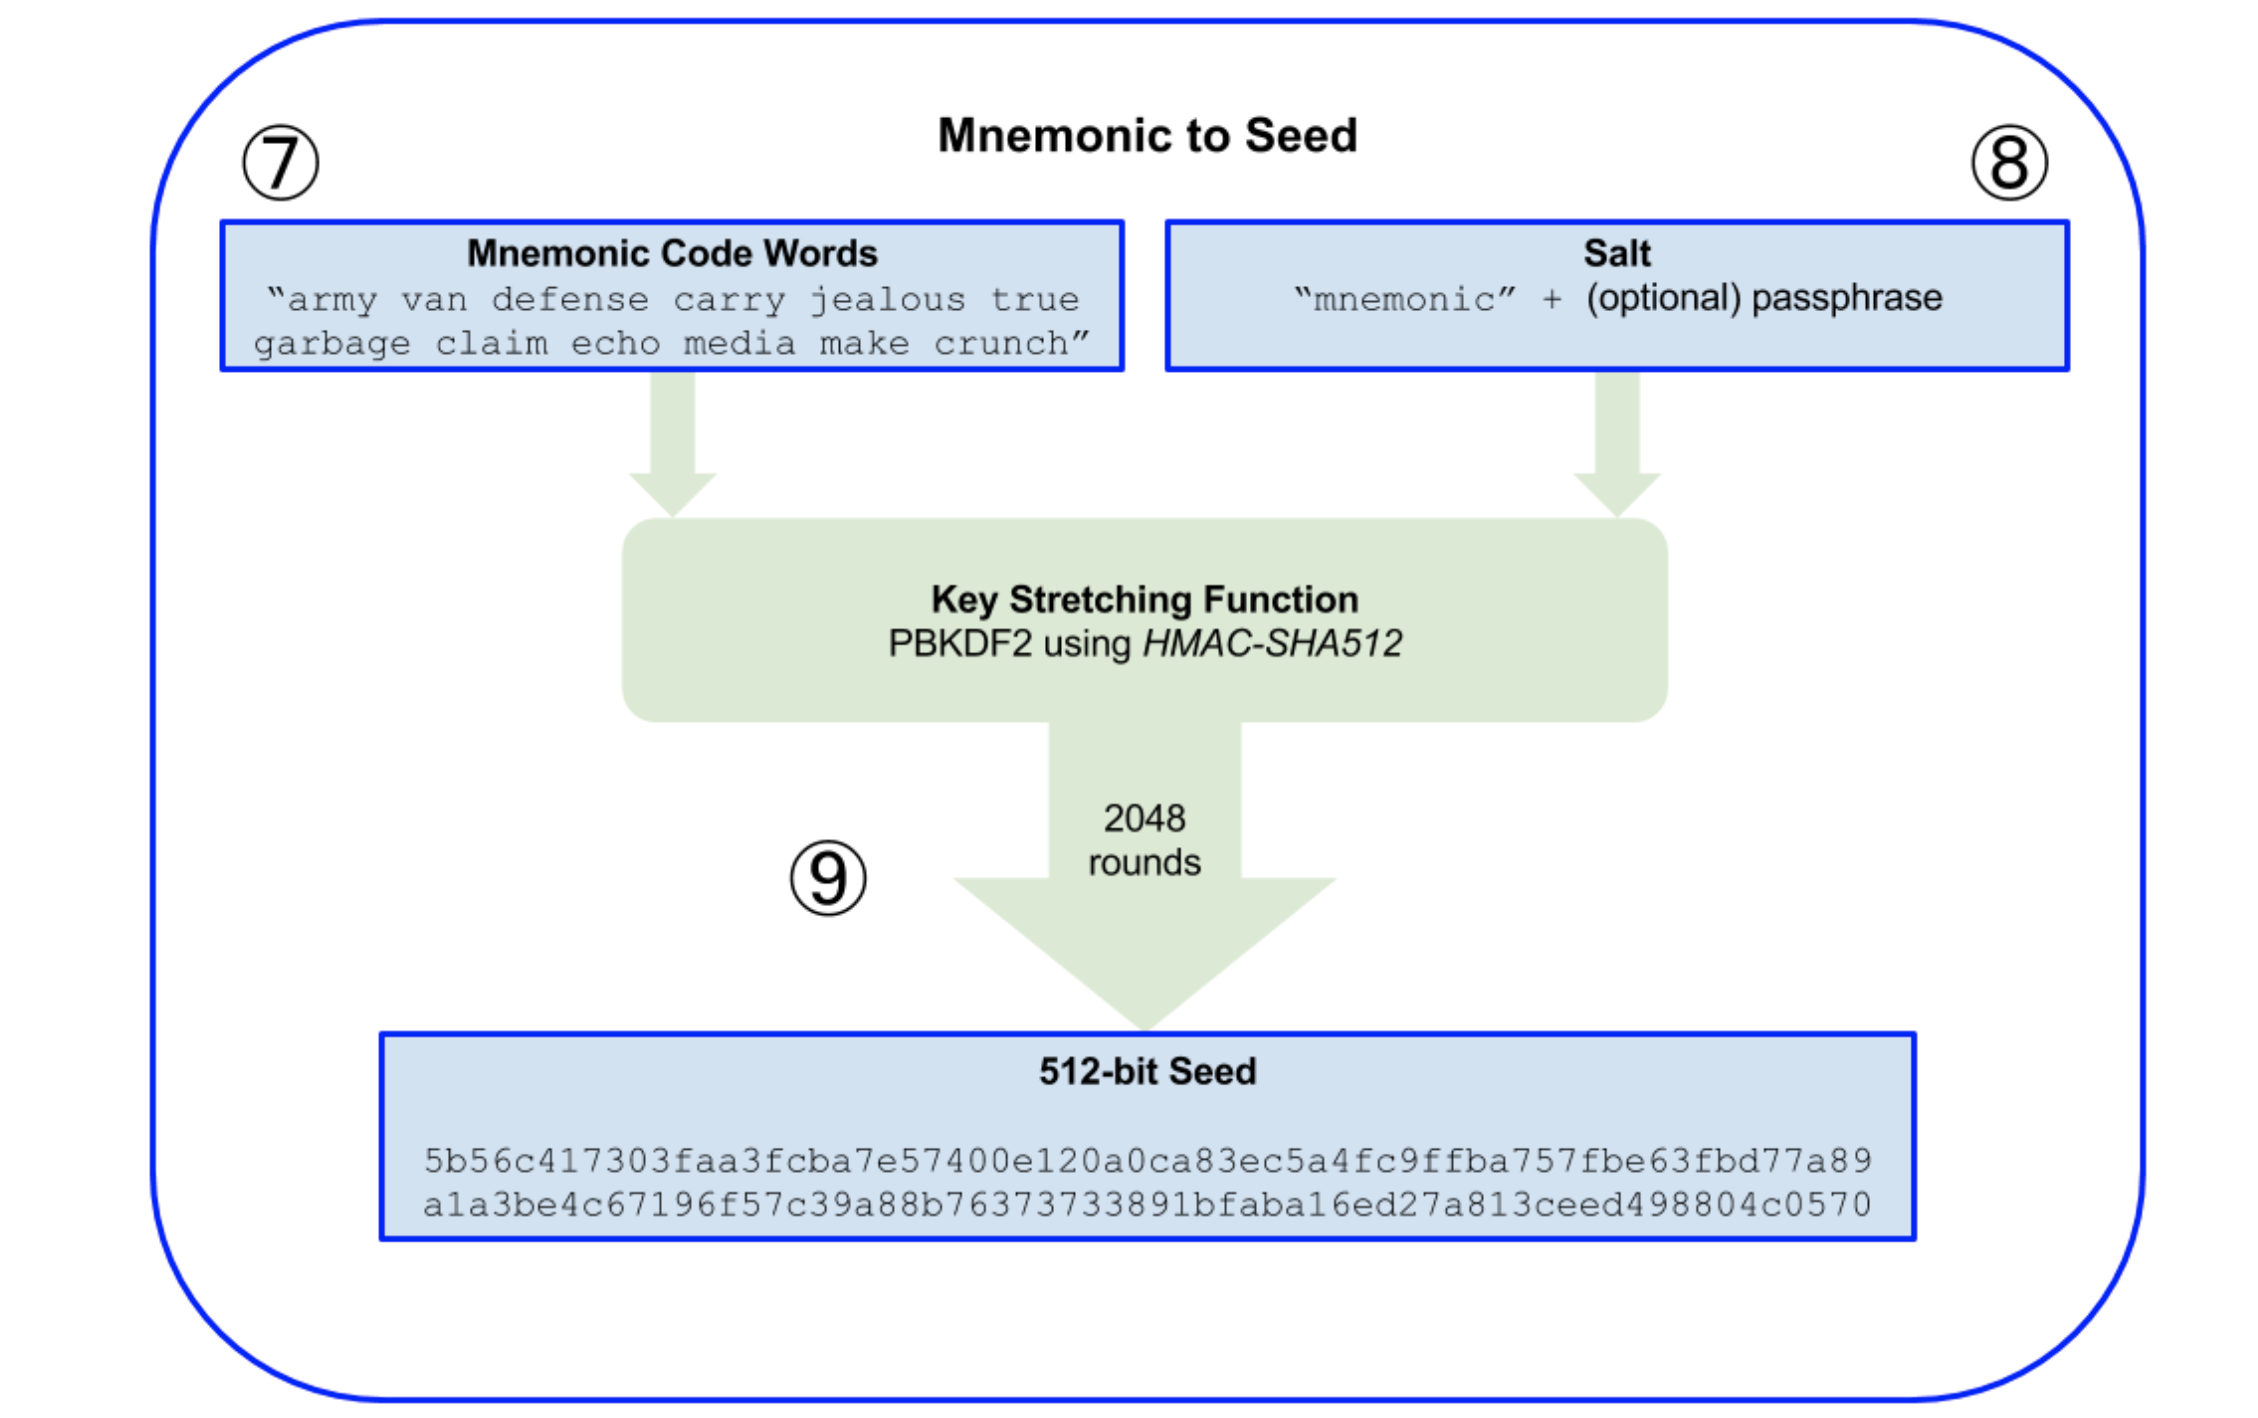 Mnemonic to Seed
⑦
⑧
Mnemonic Code Words
“army van defense carry jealous true
garbage claim echo media make crunch”
Salt
“mnemonic” + (optional) passphrase
Key Stretching Function
PBKDF2 using HMAC-SHA512
2048
rounds
⑨
512-bit Seed
5b56c417303faa3fcba7e57400e120a0ca83ec5a4fc9ffba757fbe63fbd77a89
a1a3be4c67196f57c39a88b76373733891bfaba16ed27a813ceed498804c0570